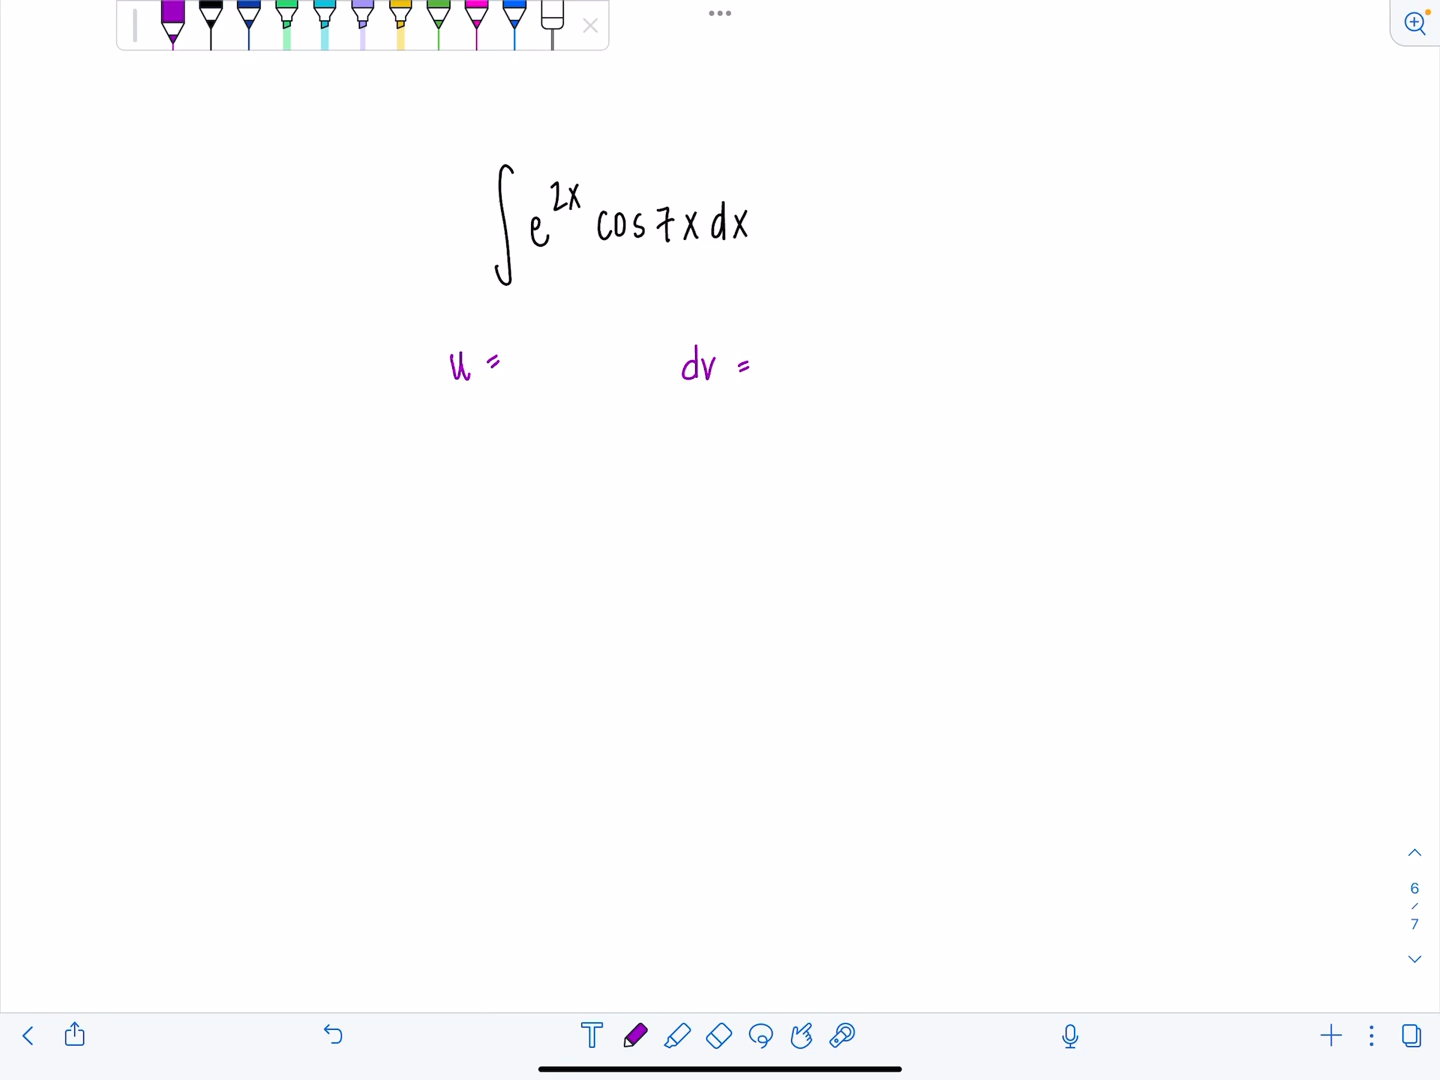 ∫ e^{2x} cos 7x dx
u = dv =
6
/
7
T